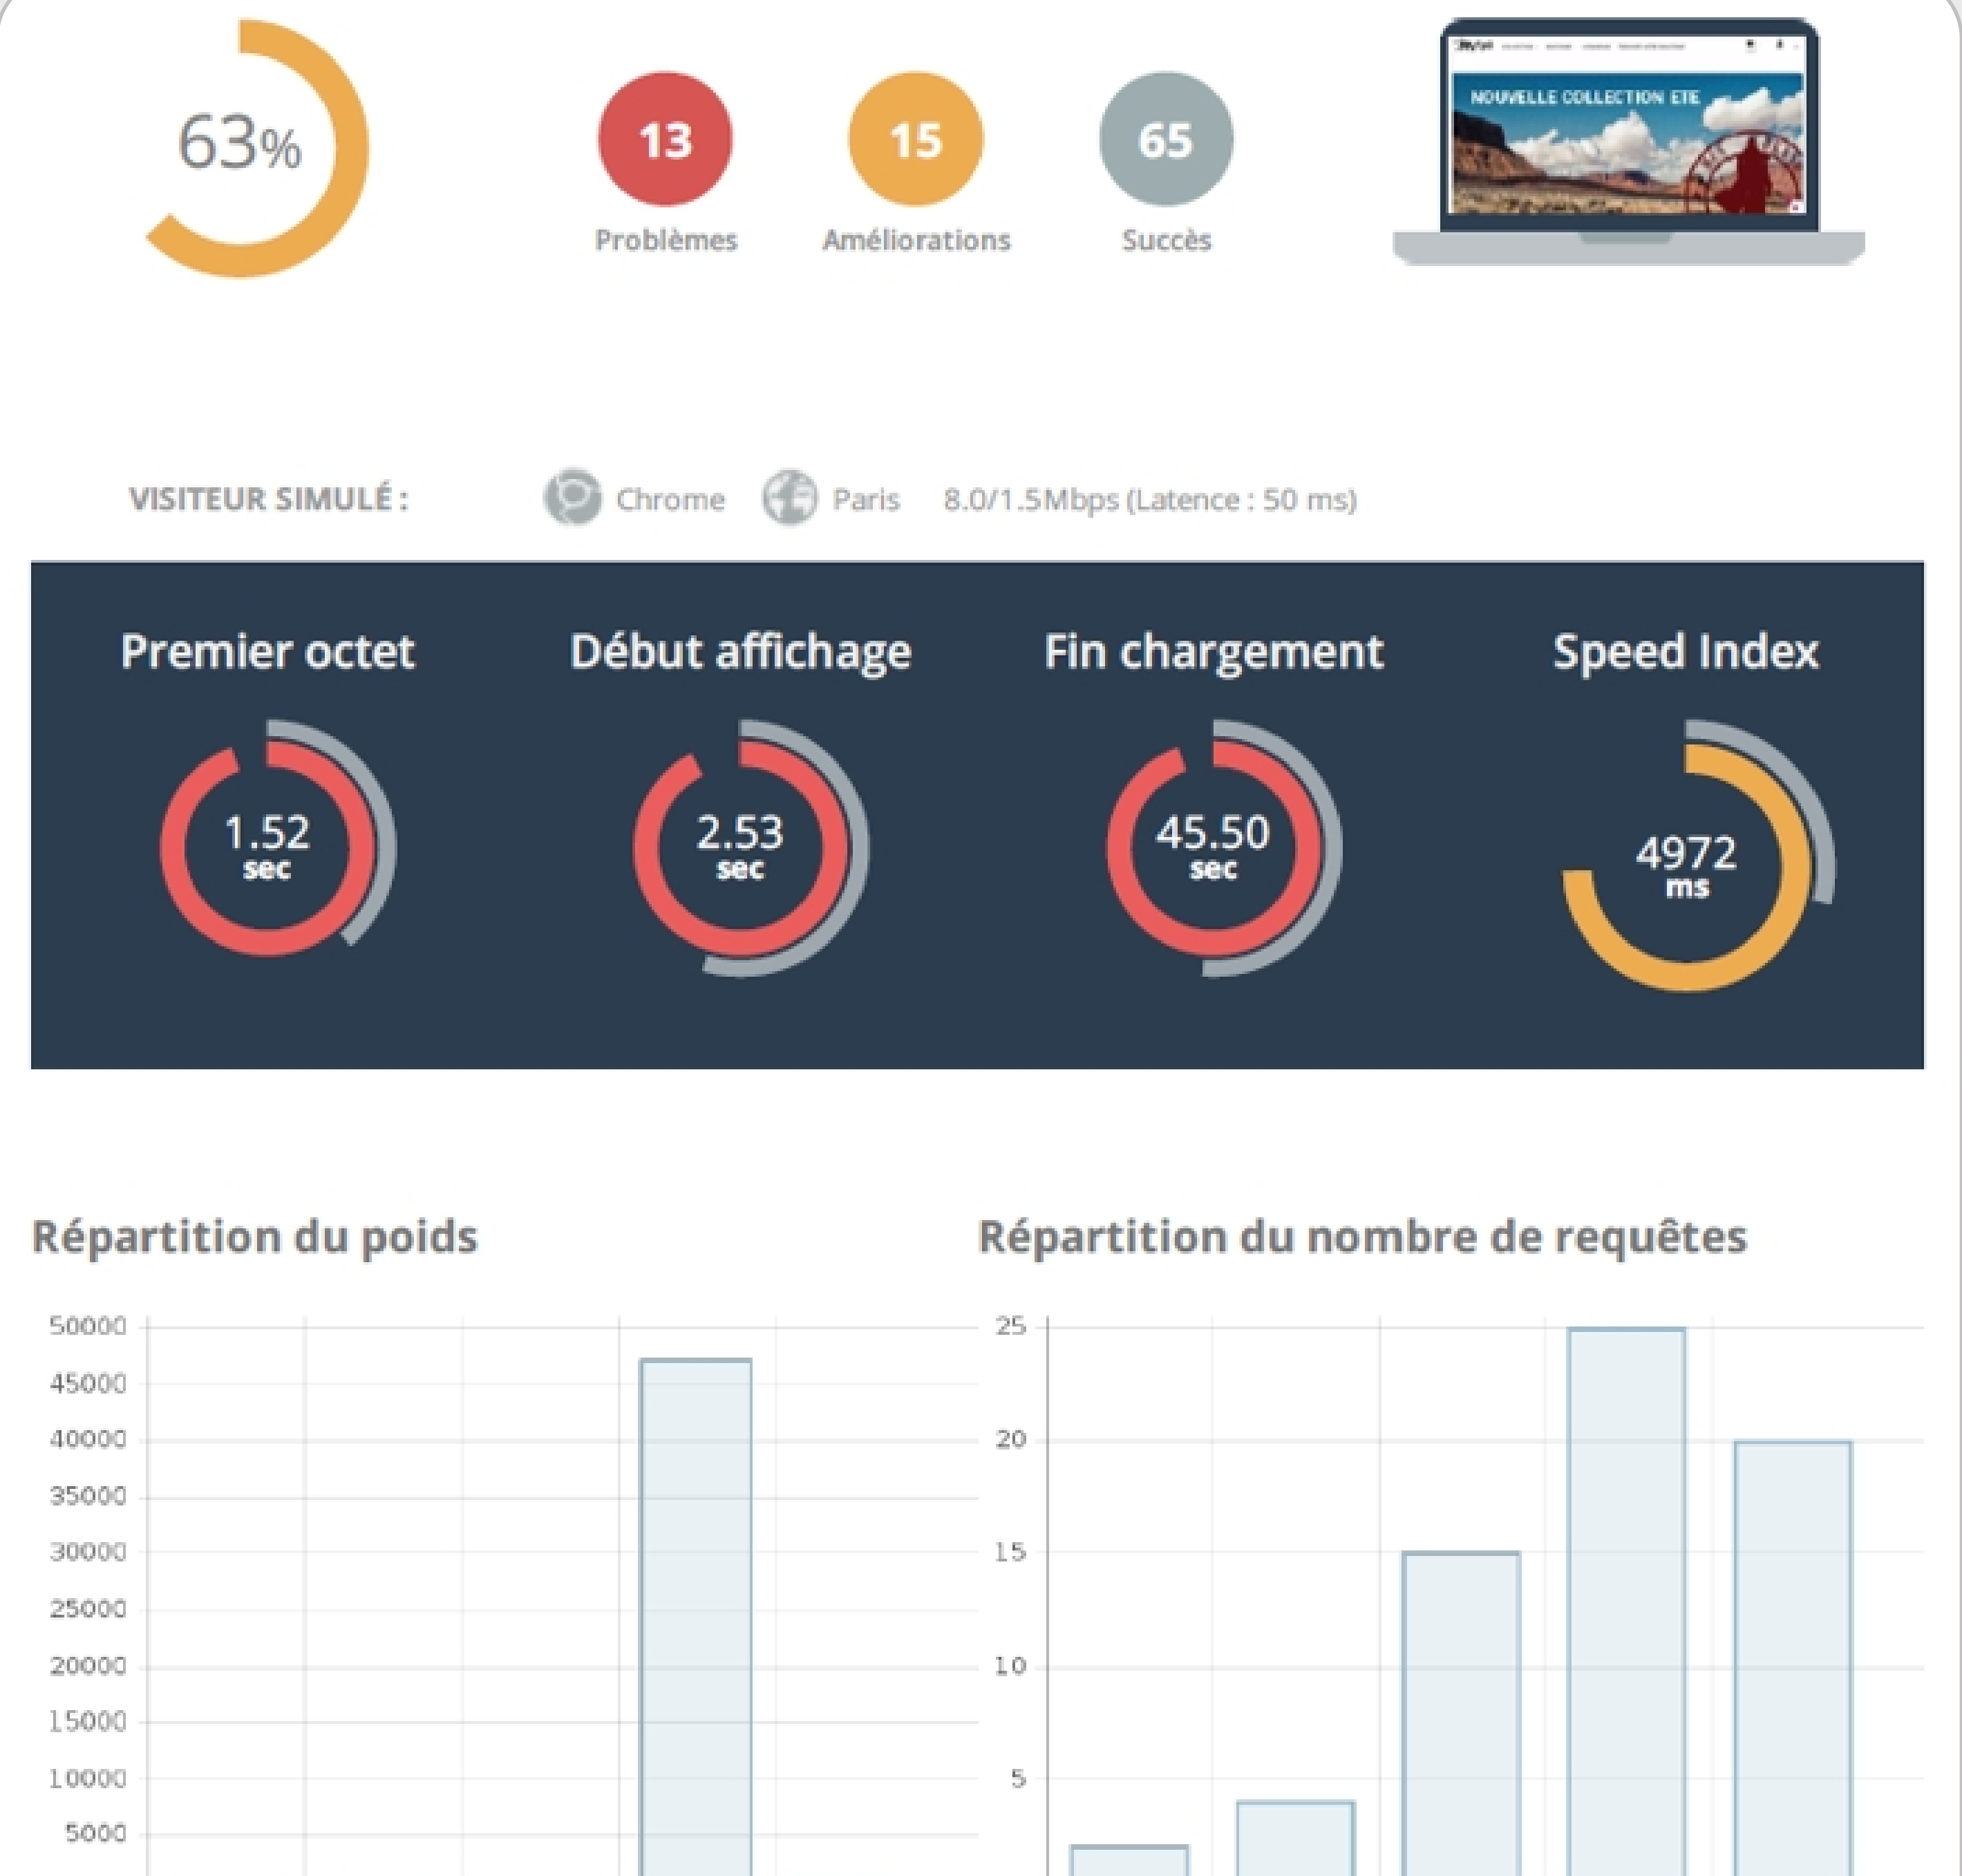 63%
13
15
65
Problèmes
Améliorations
Succès
NOUVELLE COLLECTION ETE
VISITEUR SIMULÉ :
Chrome
Paris
8.0/1.5Mbps (Latence : 50 ms)
Premier octet
Début affichage
Fin chargement
Speed Index
1.52
sec
2.53
sec
45.50
sec
4972
ms
Répartition du poids
50000
45000
40000
35000
30000
25000
20000
15000
10000
5000
Répartition du nombre de requêtes
25
20
15
10
5